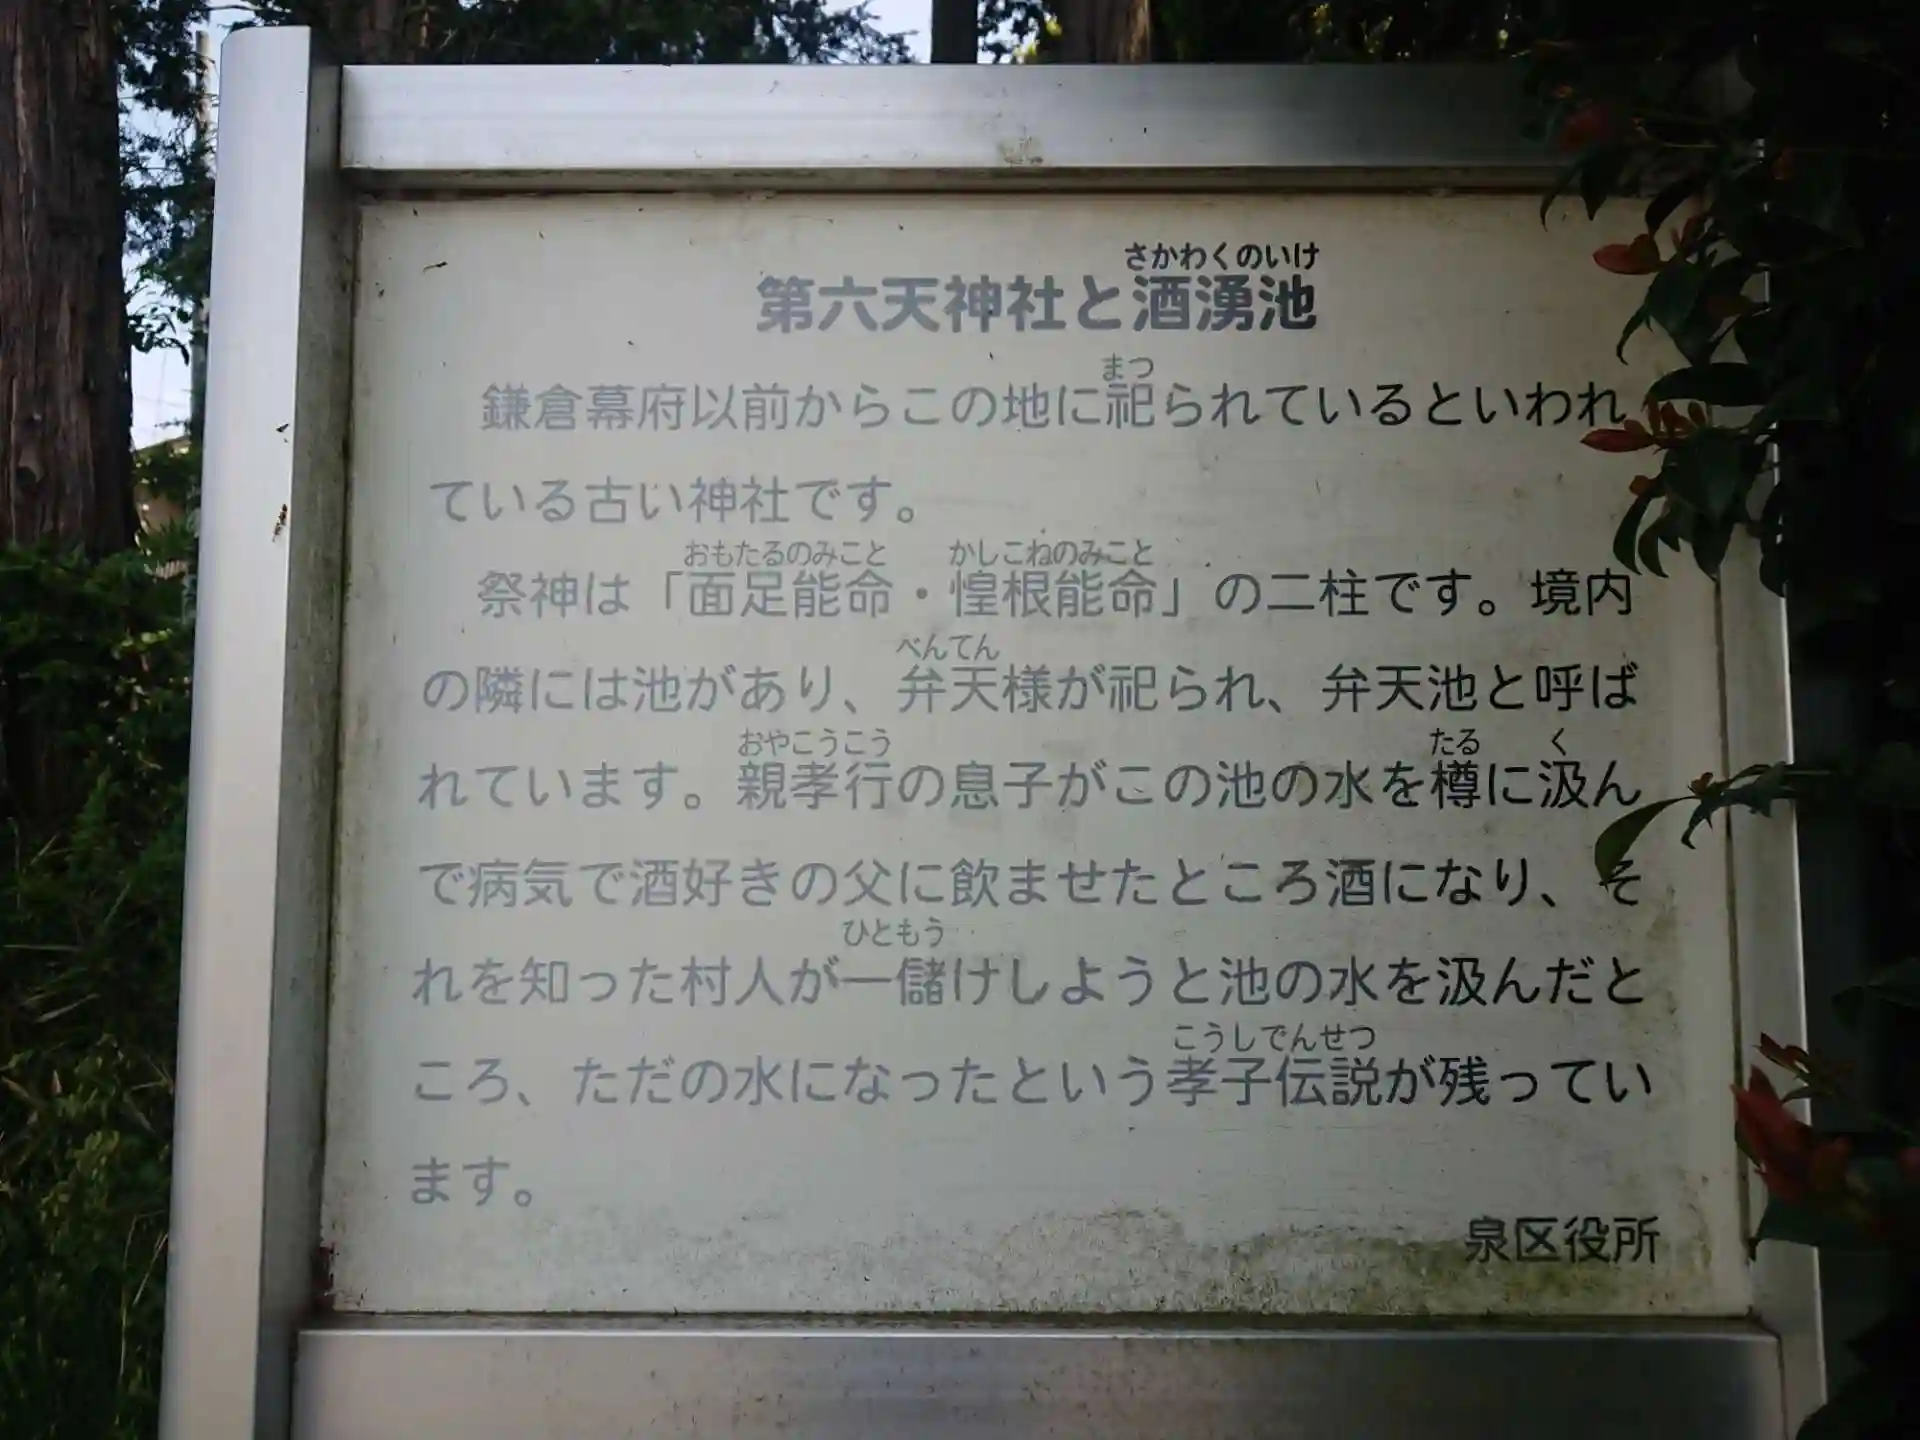 さかわくのいけ
第六天神社と酒湧池
まつ
鎌倉幕府以前からこの地に祀られているといわれ
ている古い神社です。
おもたるのみこと かしこねのみこと
祭神は「面足能命・惶根能命」の二柱です。境内
べんてん
の隣には池があり、弁天様が祀られ、弁天池と呼ば
おやこうこう たる く
れています。親孝行の息子がこの池の水を樽に汲ん
で病気で酒好きの父に飲ませたところ酒になり、そ
ひともう
れを知った村人が一儲けしようと池の水を汲んだと
こうしでんせつ
ころ、ただの水になったという孝子伝説が残ってい
ます。
泉区役所